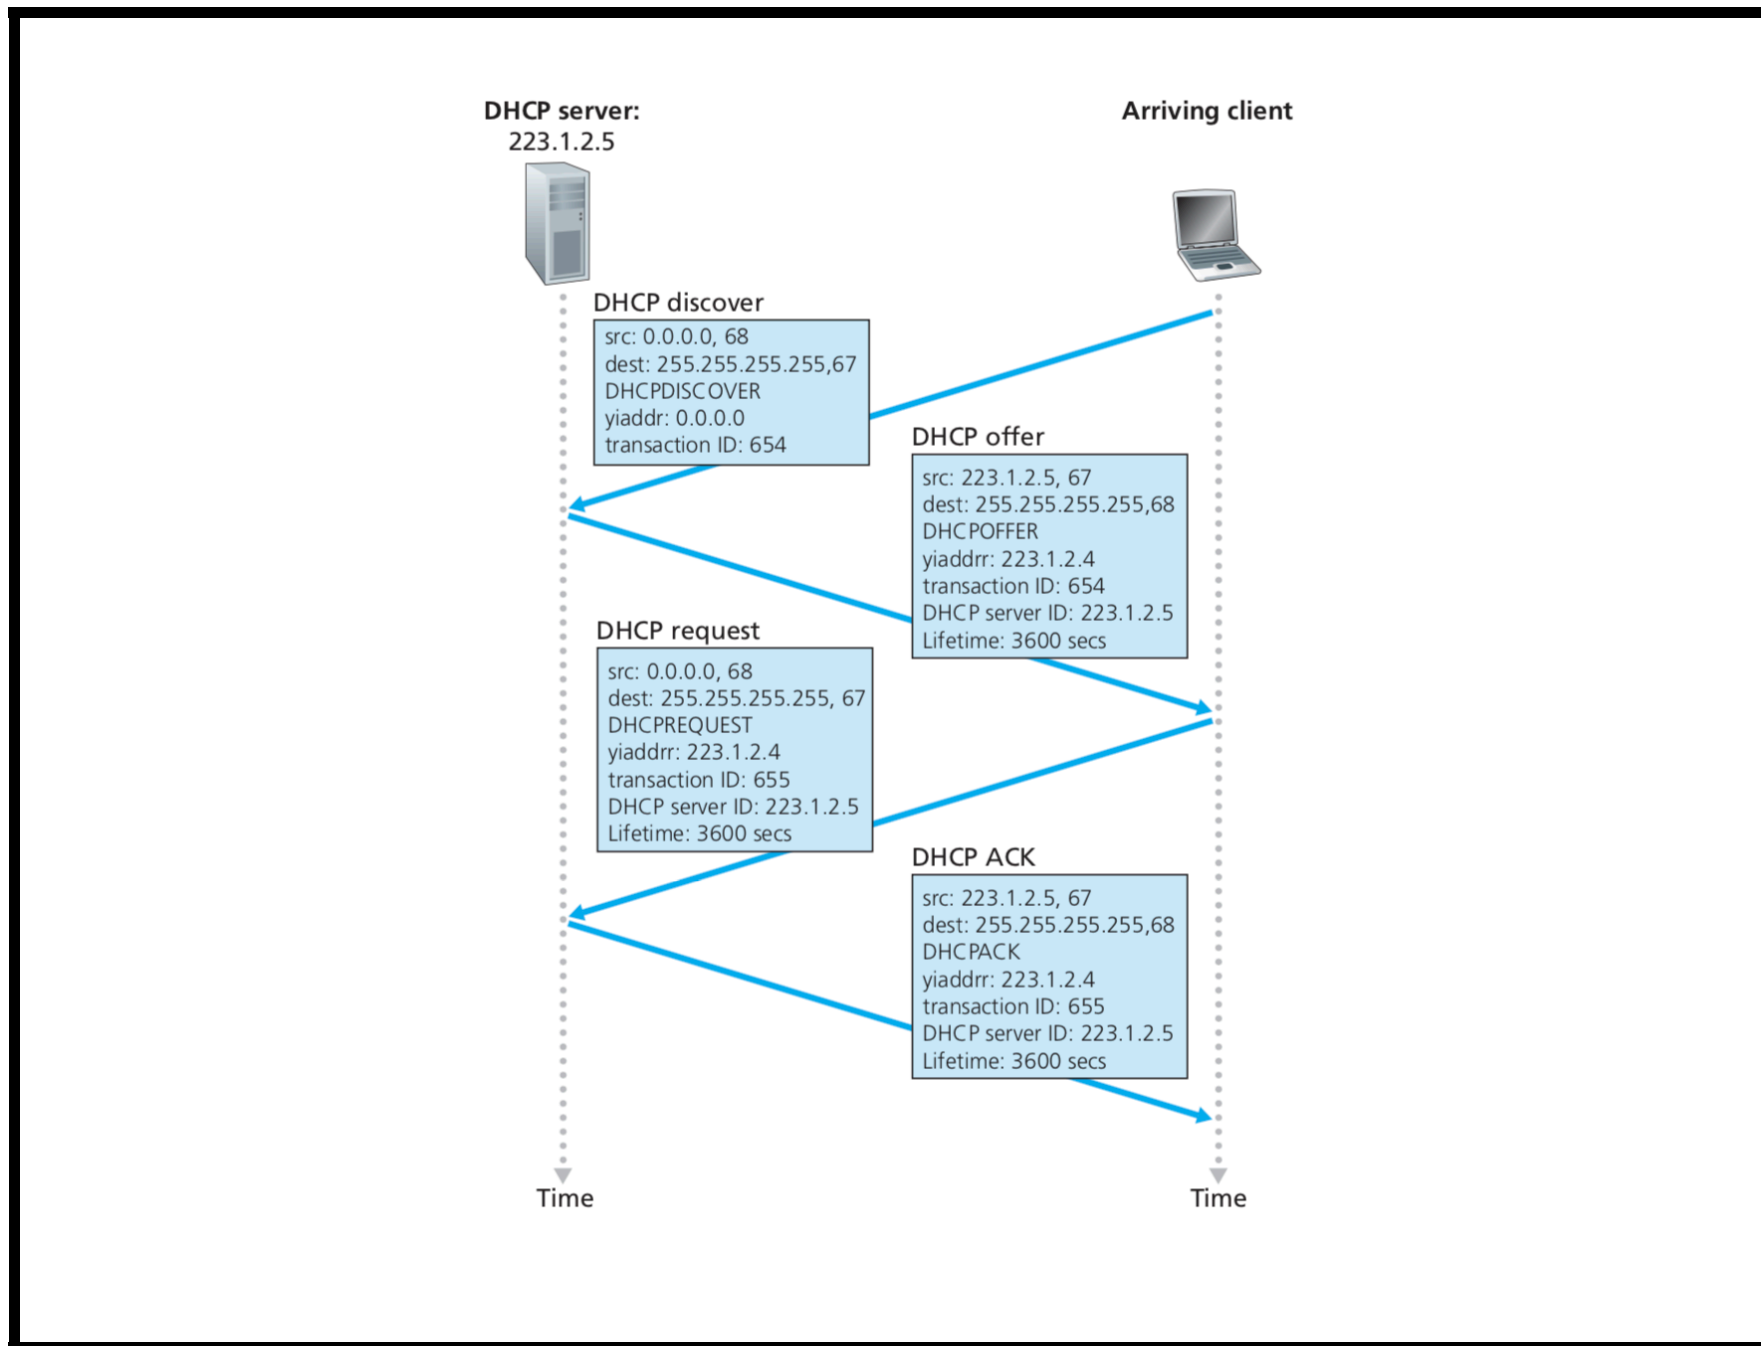 DHCP server:
223.1.2.5
Arriving client
DHCP discover
src: 0.0.0.0, 68
dest: 255.255.255.255,67
DHCPDISCOVER
yiaddr: 0.0.0.0
transaction ID: 654
DHCP offer
src: 223.1.2.5, 67
dest: 255.255.255.255,68
DHCPOFFER
yiaddrr: 223.1.2.4
transaction ID: 654
DHCP server ID: 223.1.2.5
Lifetime: 3600 secs
DHCP request
src: 0.0.0.0, 68
dest: 255.255.255.255, 67
DHCPREQUEST
yiaddrr: 223.1.2.4
transaction ID: 655
DHCP server ID: 223.1.2.5
Lifetime: 3600 secs
DHCP ACK
src: 223.1.2.5, 67
dest: 255.255.255.255,68
DHCPACK
yiaddrr: 223.1.2.4
transaction ID: 655
DHCP server ID: 223.1.2.5
Lifetime: 3600 secs
Time
Time